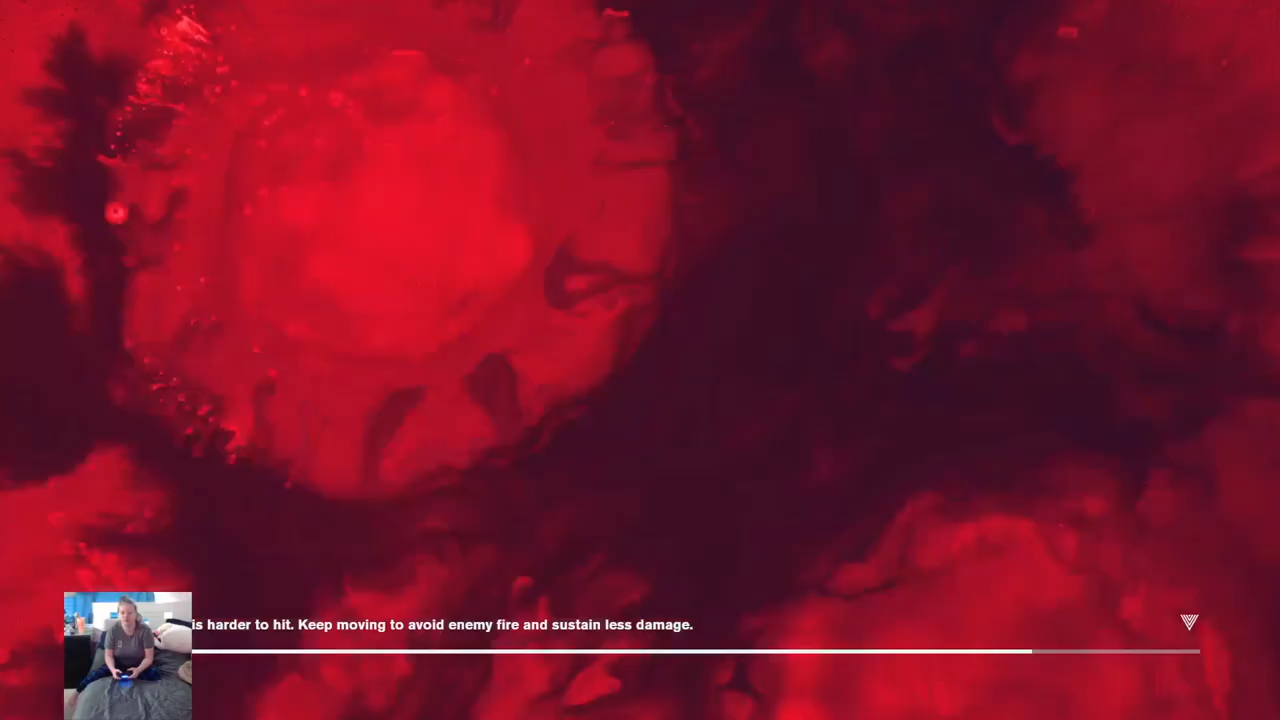 is harder to hit. Keep moving to avoid enemy fire and sustain less damage.